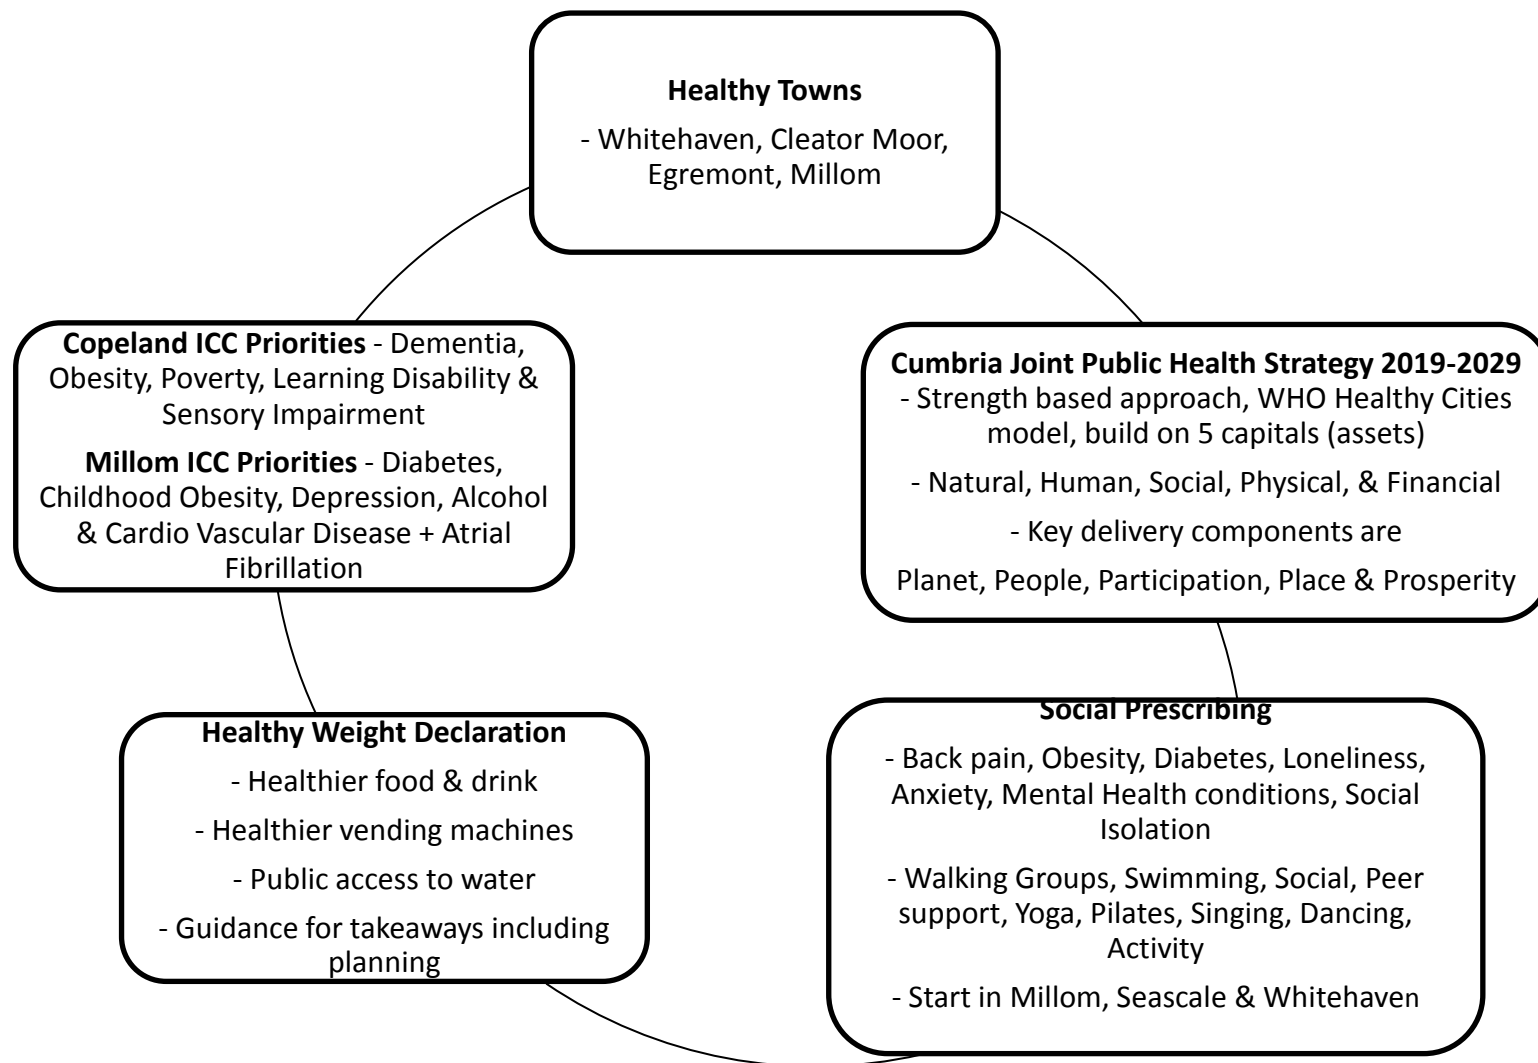 Healthy Towns
- Whitehaven, Cleator Moor,
Egremont, Millom
Copeland ICC Priorities - Dementia,
Obesity, Poverty, Learning Disability &
Sensory Impairment
Millom ICC Priorities - Diabetes,
Childhood Obesity, Depression, Alcohol
& Cardio Vascular Disease + Atrial
Fibrillation
Cumbria Joint Public Health Strategy 2019-2029
- Strength based approach, WHO Healthy Cities
model, build on 5 capitals (assets)
- Natural, Human, Social, Physical, & Financial
- Key delivery components are
Planet, People, Participation, Place & Prosperity
Healthy Weight Declaration
- Healthier food & drink
- Healthier vending machines
- Public access to water
- Guidance for takeaways including
planning
Social Prescribing
- Back pain, Obesity, Diabetes, Loneliness,
Anxiety, Mental Health conditions, Social
Isolation
- Walking Groups, Swimming, Social, Peer
support, Yoga, Pilates, Singing, Dancing,
Activity
- Start in Millom, Seascale & Whitehaven